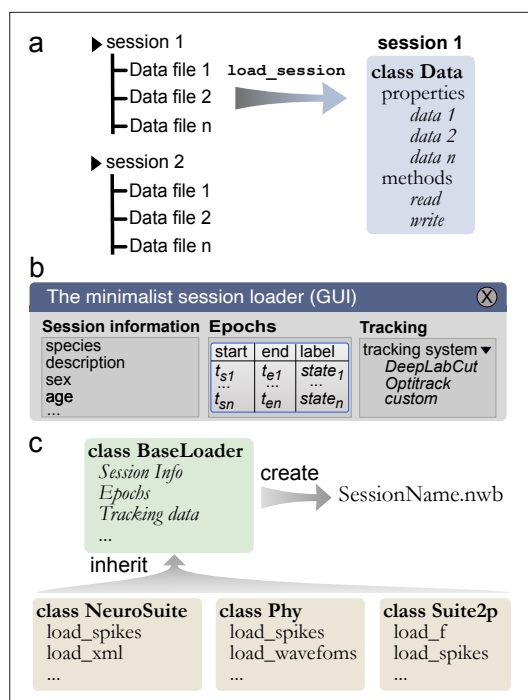 a
session 1
Data file 1
Data file 2
Data file n
session 2
Data file 1
Data file 2
Data file n
load_session
session 1
class Data
properties
data 1
data 2
data n
methods
read
write
b
The minimalist session loader (GUI)
X
Session information
species
description
sex
age
...
Epochs
start end label
ts1 te1 state1
... ... ...
tsn ten staten
Tracking
tracking system
DeepLabCut
Optitrack
custom
c
class BaseLoader
Session Info
Epochs
Tracking data
...
create
SessionName.nwb
inherit
class NeuroSuite
load_spikes
load_xml
...
class Phy
load_spikes
load_wavefoms
...
class Suite2p
load_f
load_spikes
...